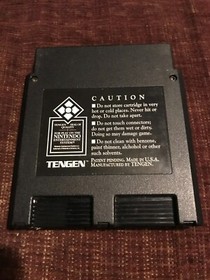 CAUTION
■ Do not store cartridge in very
hot or cold places. Never hit or
drop. Do not take apart.
■ Do not touch connectors;
do not get them wet or dirty.
Doing so may damage game.
■ Do not clean with benzene,
paint thinner, alcohol or other
such solvents.
NINTENDO
TENGEN
PATENT PENDING. MADE IN U.S.A.
MANUFACTURED BY TENGEN.